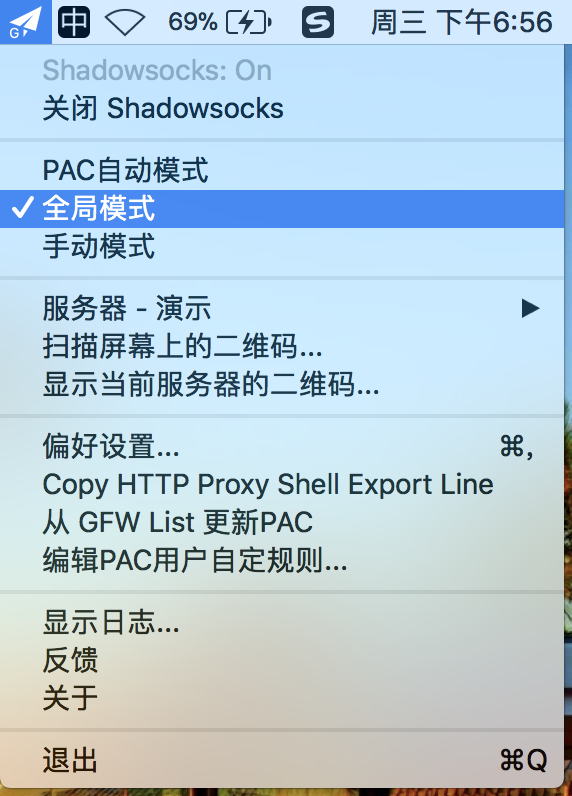 G 中 69% S 周三 下午6:56
Shadowsocks: On
关闭 Shadowsocks
PAC自动模式
全局模式
手动模式
服务器 - 演示
扫描屏幕上的二维码...
显示当前服务器的二维码...
偏好设置... ⌘,
Copy HTTP Proxy Shell Export Line
从 GFW List 更新PAC
编辑PAC用户自定规则...
显示日志...
反馈
关于
退出 ⌘Q